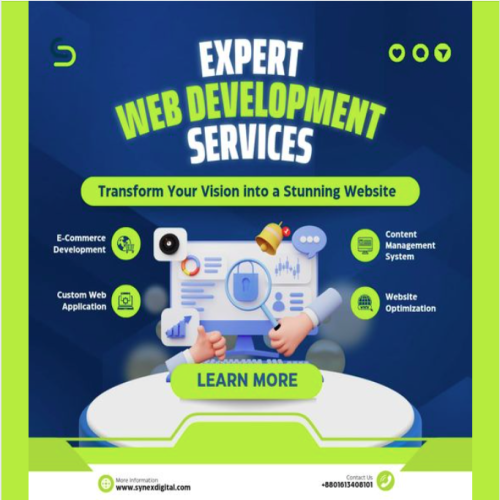 EXPERT
WEB DEVELOPMENT
SERVICES
Transform Your Vision into a Stunning Website
E-Commerce
Development
Content
Management
System
Custom Web
Application
Website
Optimization
LEARN MORE
More Information
www.synexdigital.com
Contact Us
+8801613408101